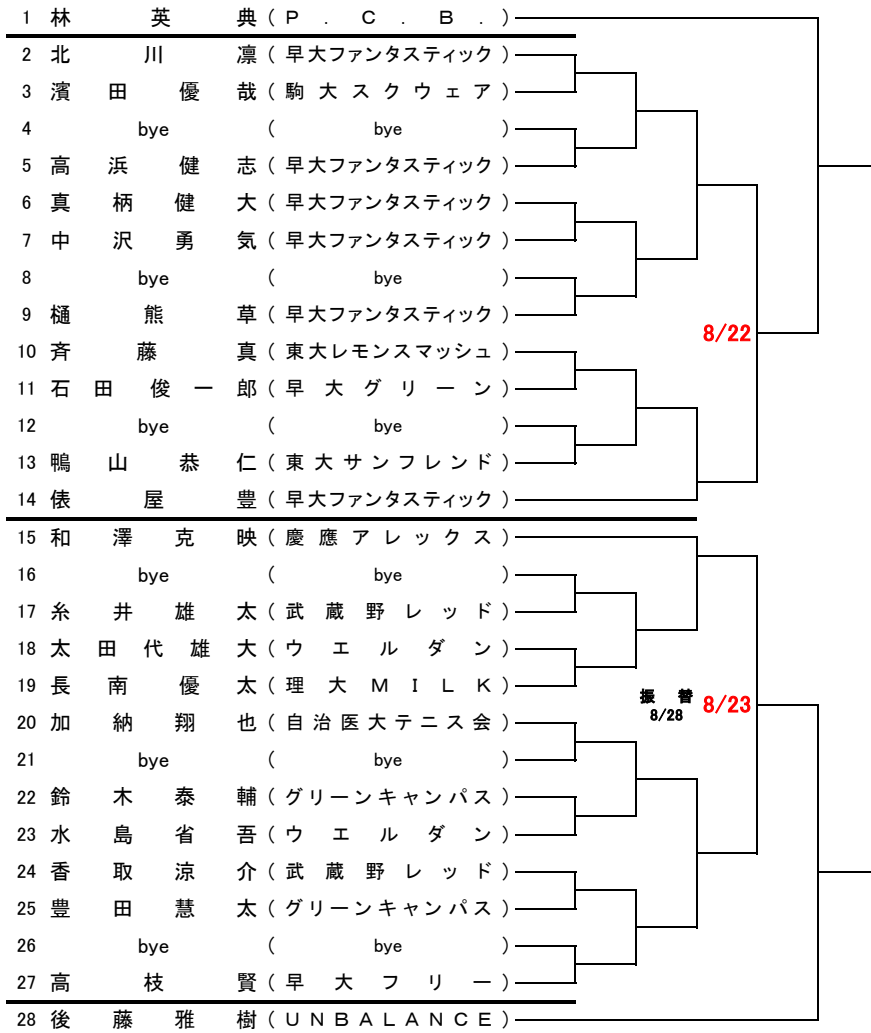 1 林英典(P.C.B.)
2 北川凛(早大ファンタスティック)
3 濱田優哉(駒大スクウェア)
4 bye(bye)
5 高浜健志(早大ファンタスティック)
6 真柄健大(早大ファンタスティック)
7 中沢勇気(早大ファンタスティック)
8 bye(bye)
9 樋熊草(早大ファンタスティック)
8/22
10 斉藤真(東大レモンスマッシュ)
11 石田俊一郎(早大グリーン)
12 bye(bye)
13 鴨山恭仁(東大サンフレンド)
14 俵屋豊(早大ファンタスティック)
15 和澤克映(慶應アレックス)
16 bye(bye)
17 糸井雄太(武蔵野レッド)
18 太田代雄大(ウエルダン)
19 長南優太(理大MILK)
振替
8/28
8/23
20 加納翔也(自治医大テニス会)
21 bye(bye)
22 鈴木泰輔(グリーンキャンパス)
23 水島省吾(ウエルダン)
24 香取涼介(武蔵野レッド)
25 豊田慧太(グリーンキャンパス)
26 bye(bye)
27 高枝賢(早大フリー)
28 後藤雅樹(UNBALANCE)